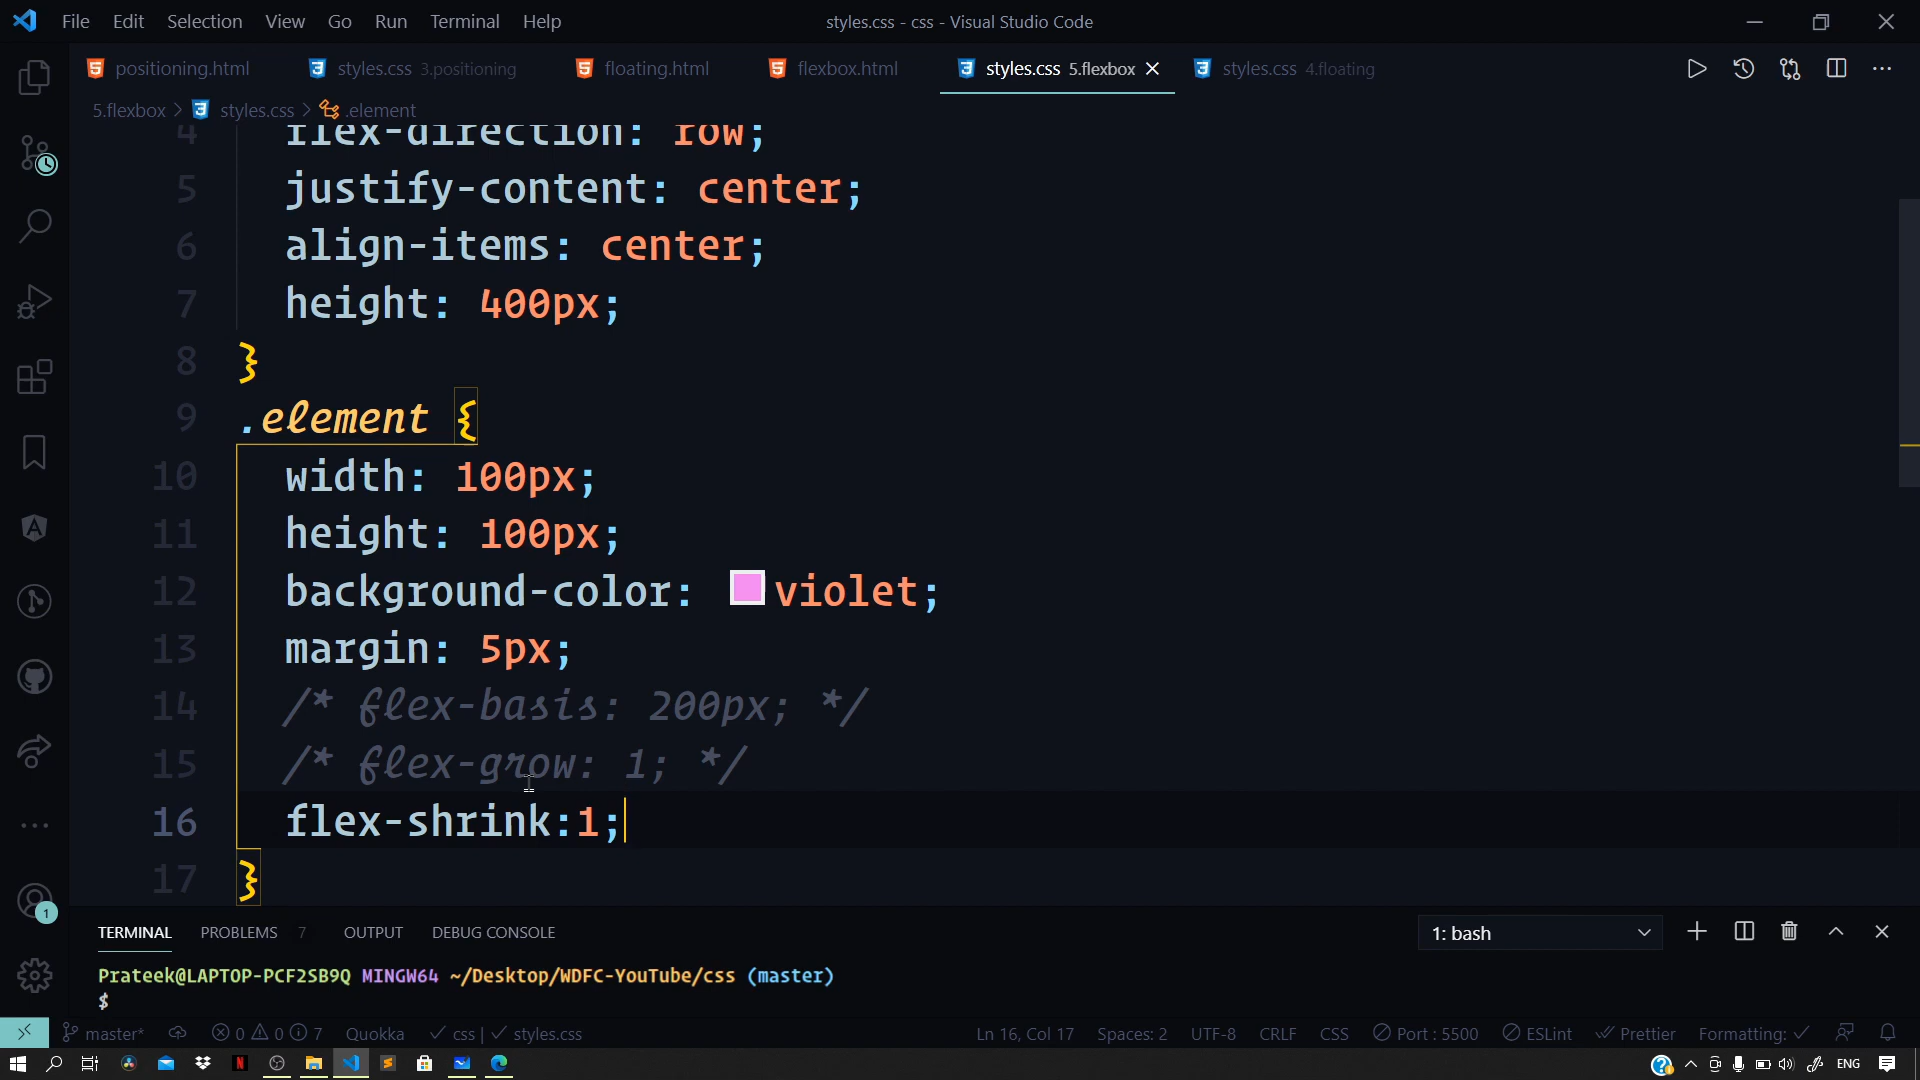 File Edit Selection View Go Run Terminal Help
styles.css - css - Visual Studio Code
positioning.html styles.css 3.positioning floating.html flexbox.html styles.css 5.flexbox styles.css 4.floating
5.flexbox > styles.css > .element
4 flex-direction: row;
5 justify-content: center;
6 align-items: center;
7 height: 400px;
8 }
9 .element {
10 width: 100px;
11 height: 100px;
12 background-color: violet;
13 margin: 5px;
14 /* flex-basis: 200px; */
15 /* flex-grow: 1; */
16 flex-shrink:1;
17 }
1
TERMINAL PROBLEMS 7 OUTPUT DEBUG CONSOLE 1: bash
Prateek@LAPTOP-PCF2SB9Q MINGW64 ~/Desktop/WDFC-YouTube/css (master)
$
master* 0 0 7 Quokka css | styles.css Ln 16, Col 17 Spaces: 2 UTF-8 CRLF CSS Port : 5500 ESLint Prettier Formatting:
ENG